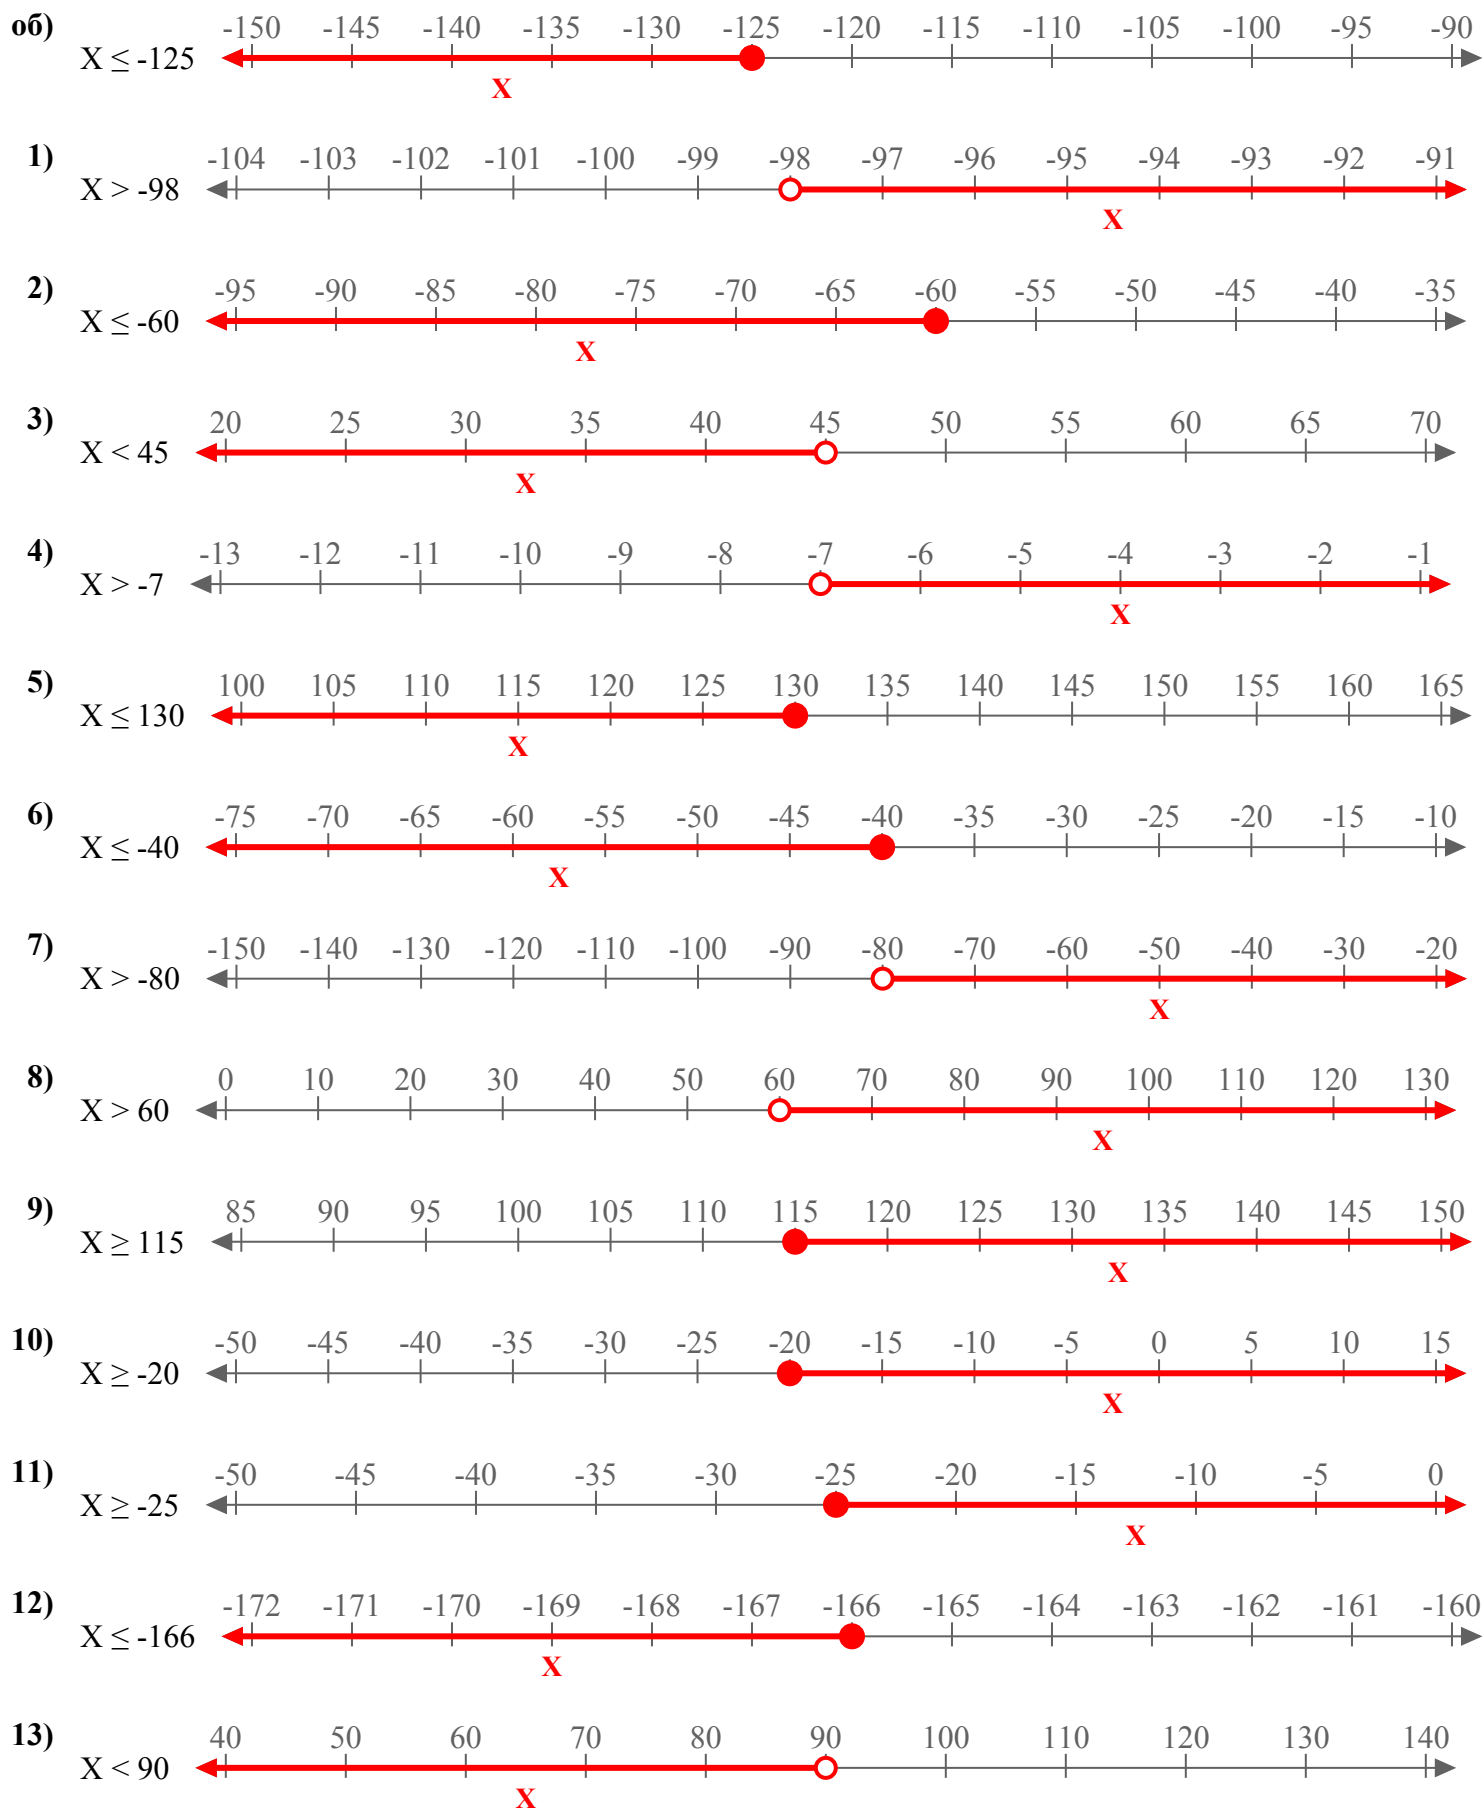 об) -150 -145 -140 -135 -130 -125 -120 -115 -110 -105 -100 -95 -90
X ≤ -125
X
1) -104 -103 -102 -101 -100 -99 -98 -97 -96 -95 -94 -93 -92 -91
X > -98
X
2) -95 -90 -85 -80 -75 -70 -65 -60 -55 -50 -45 -40 -35
X ≤ -60
X
3) 20 25 30 35 40 45 50 55 60 65 70
X < 45
X
4) -13 -12 -11 -10 -9 -8 -7 -6 -5 -4 -3 -2 -1
X > -7
X
5) 100 105 110 115 120 125 130 135 140 145 150 155 160 165
X ≤ 130
X
6) -75 -70 -65 -60 -55 -50 -45 -40 -35 -30 -25 -20 -15 -10
X ≤ -40
X
7) -150 -140 -130 -120 -110 -100 -90 -80 -70 -60 -50 -40 -30 -20
X > -80
X
8) 0 10 20 30 40 50 60 70 80 90 100 110 120 130
X > 60
X
9) 85 90 95 100 105 110 115 120 125 130 135 140 145 150
X ≥ 115
X
10) -50 -45 -40 -35 -30 -25 -20 -15 -10 -5 0 5 10 15
X ≥ -20
X
11) -50 -45 -40 -35 -30 -25 -20 -15 -10 -5 0
X ≥ -25
X
12) -172 -171 -170 -169 -168 -167 -166 -165 -164 -163 -162 -161 -160
X ≤ -166
X
13) 40 50 60 70 80 90 100 110 120 130 140
X < 90
X